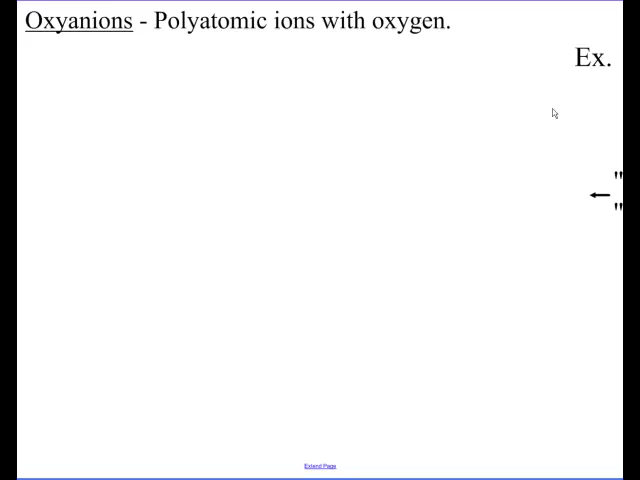 Oxyanions - Polyatomic ions with oxygen.
Ex.
"
←
"
Extend Page